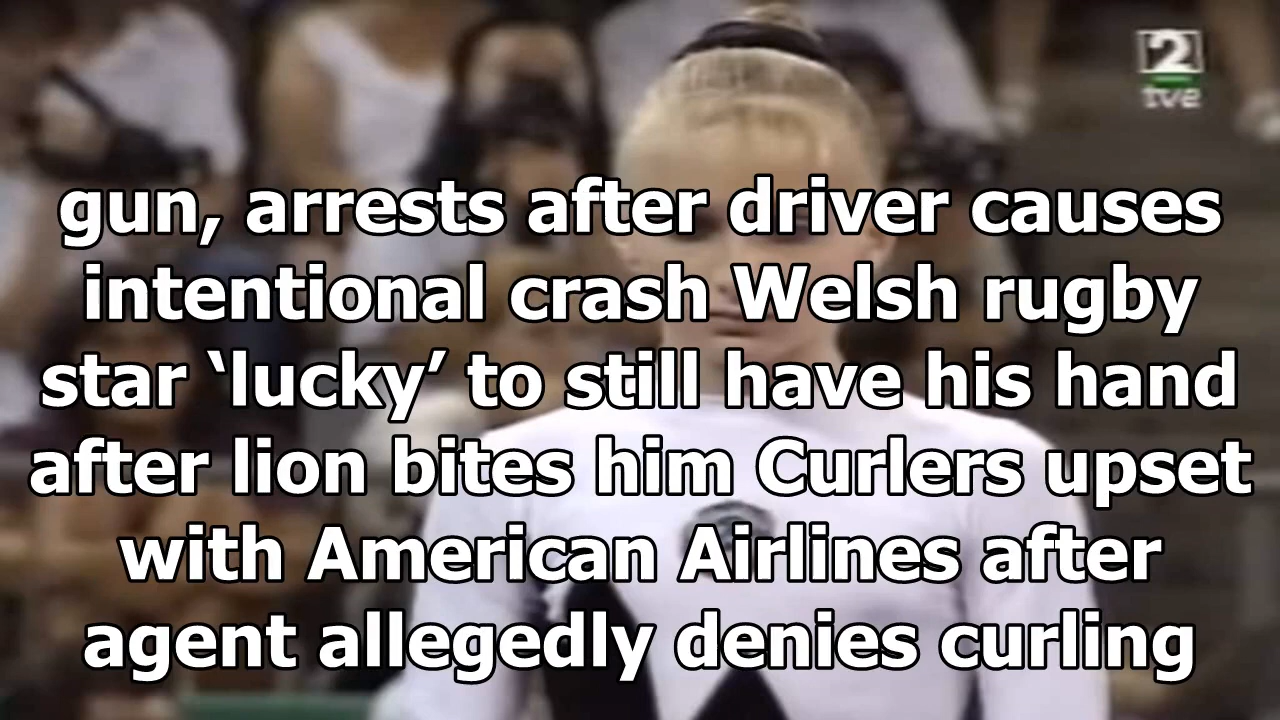 2
tve
gun, arrests after driver causes
intentional crash Welsh rugby
star ‘lucky’ to still have his hand
after lion bites him Curlers upset
with American Airlines after
agent allegedly denies curling